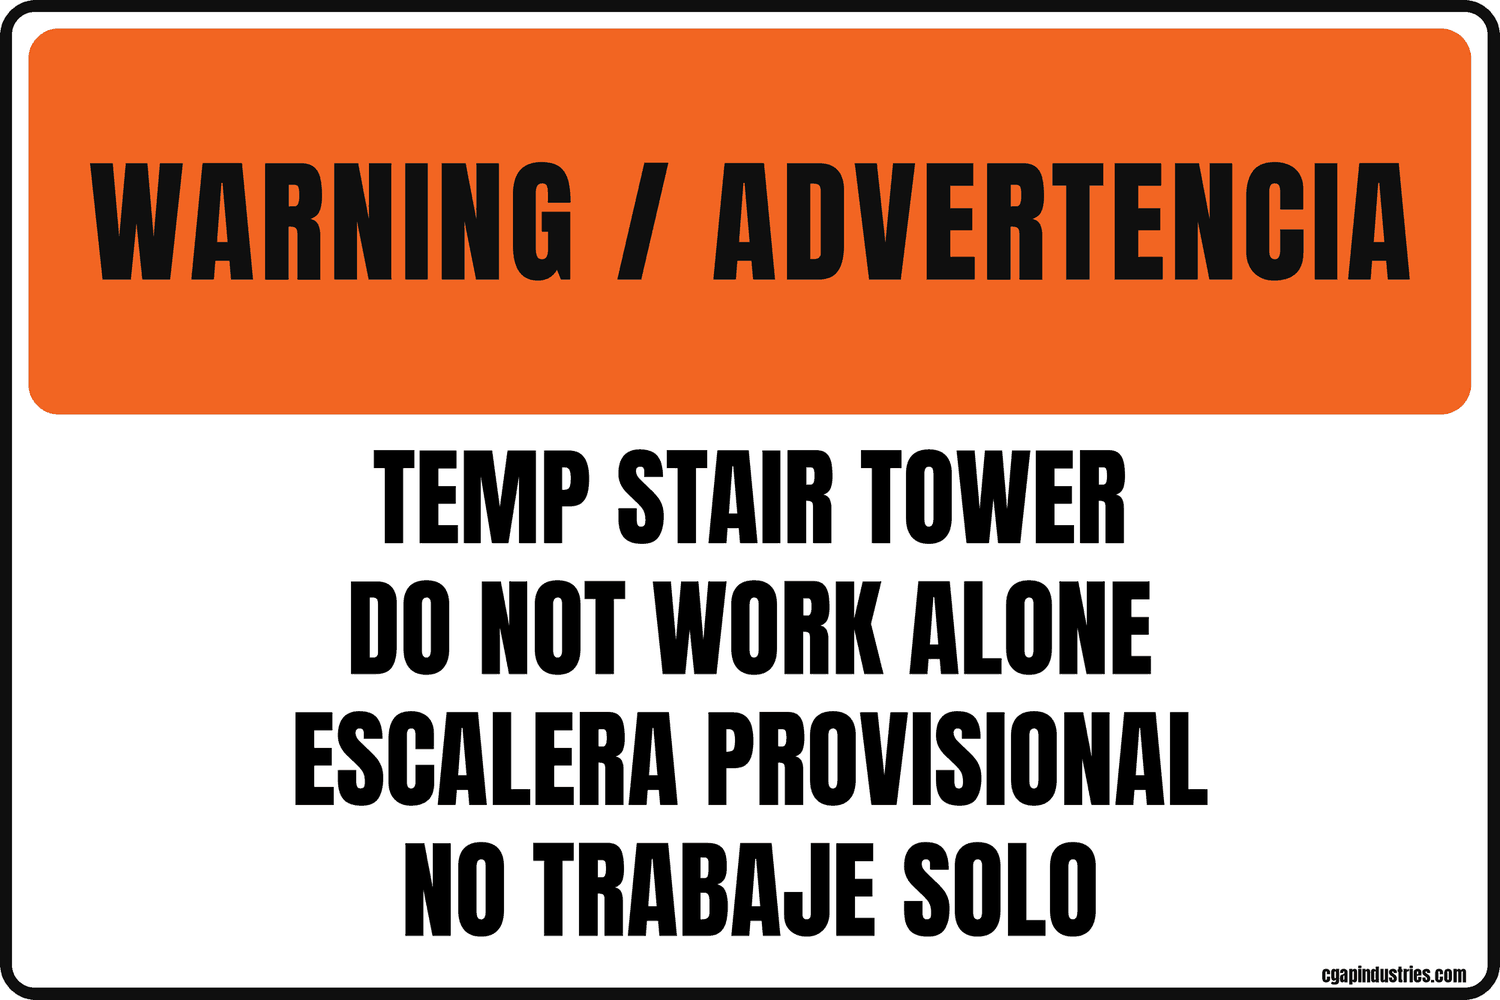 WARNING / ADVERTENCIA
TEMP STAIR TOWER
DO NOT WORK ALONE
ESCALERA PROVISIONAL
NO TRABAJE SOLO
cgapindustries.com